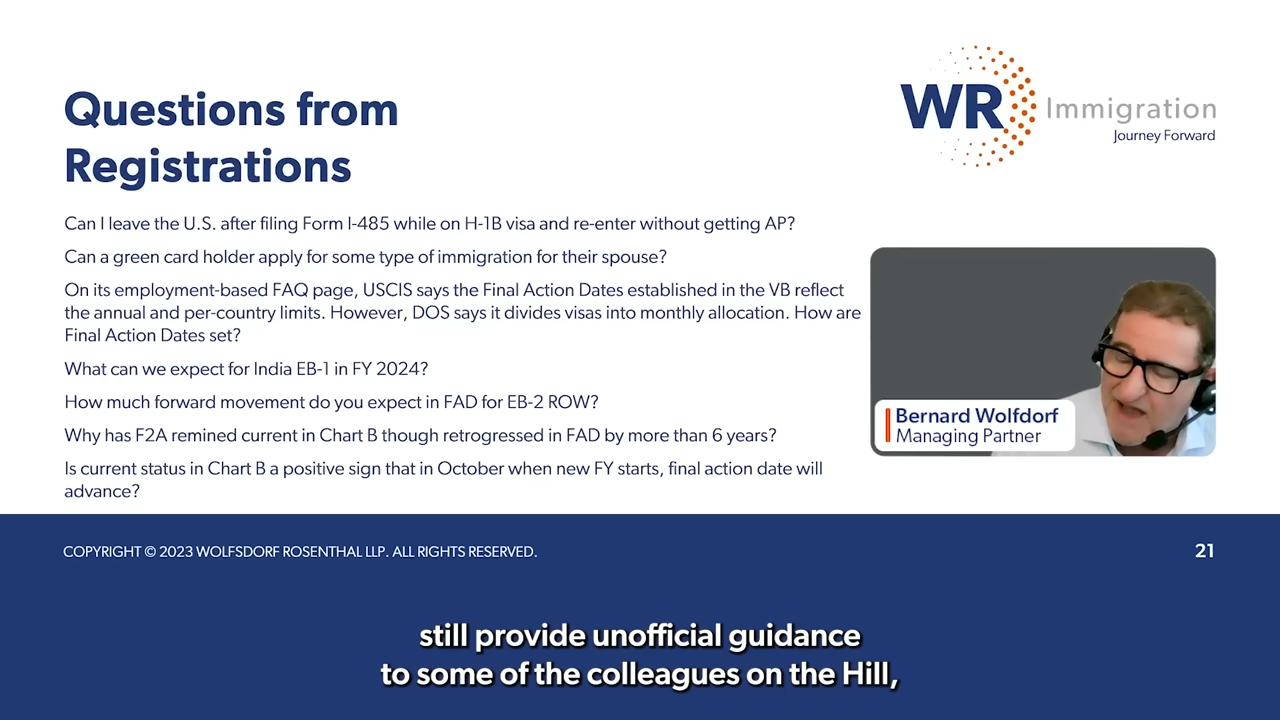 Questions from
Registrations
WR Immigration
Journey Forward
Can I leave the U.S. after filing Form I-485 while on H-1B visa and re-enter without getting AP?
Can a green card holder apply for some type of immigration for their spouse?
On its employment-based FAQ page, USCIS says the Final Action Dates established in the VB reflect
the annual and per-country limits. However, DOS says it divides visas into monthly allocation. How are
Final Action Dates set?
What can we expect for India EB-1 in FY 2024?
How much forward movement do you expect in FAD for EB-2 ROW?
Why has F2A remined current in Chart B though retrogressed in FAD by more than 6 years?
Is current status in Chart B a positive sign that in October when new FY starts, final action date will
advance?
Bernard Wolfdorf
Managing Partner
COPYRIGHT © 2023 WOLFSDORF ROSENTHAL LLP. ALL RIGHTS RESERVED.
21
still provide unofficial guidance
to some of the colleagues on the Hill,